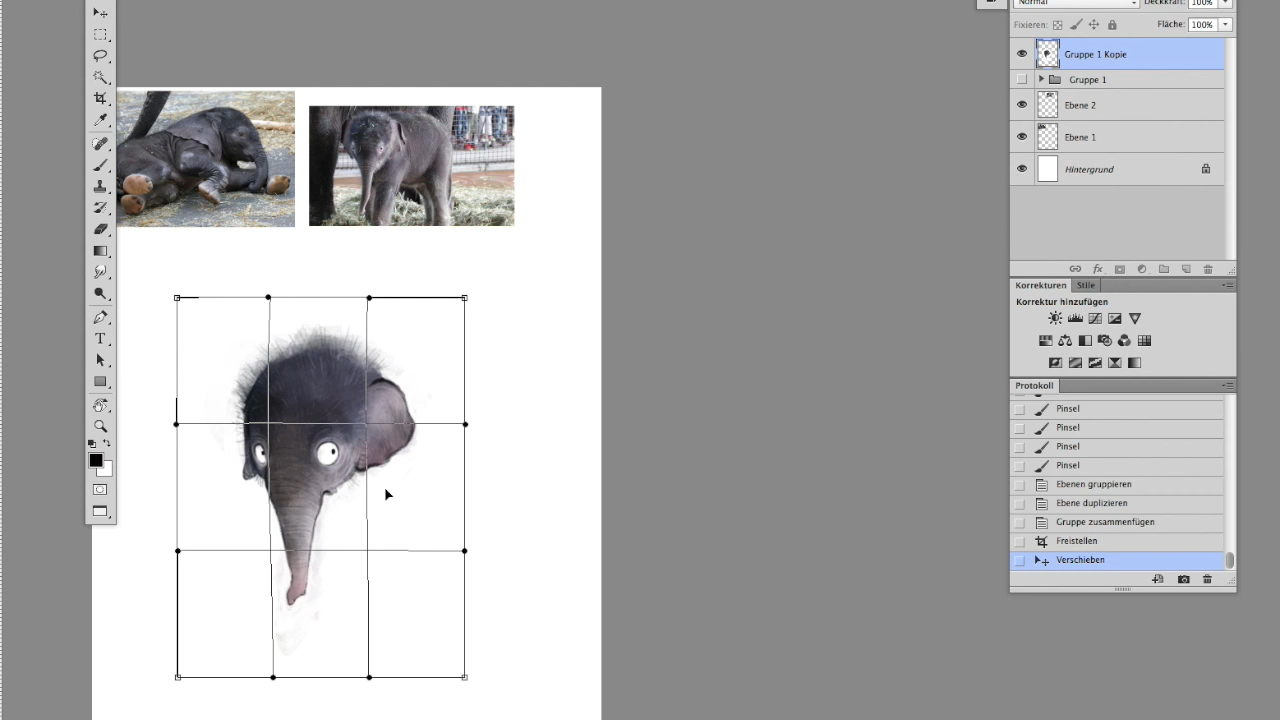 Normal
Deckkraft: 100%
Fixieren:
Fläche: 100%
Gruppe 1 Kopie
Gruppe 1
Ebene 2
Ebene 1
Hintergrund
fx
Korrekturen Stile
Korrektur hinzufügen
Protokoll
Pinsel
Pinsel
Pinsel
Pinsel
Ebenen gruppieren
Ebene duplizieren
Gruppe zusammenfügen
Freistellen
Verschieben